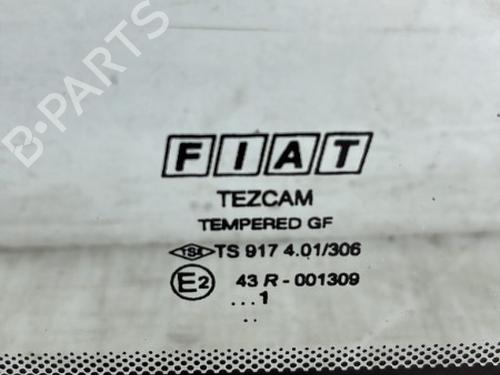 B-PARTS
FIAT
TEZCAM
TEMPERED GF
TSE TS 917 4.01/306
E2 43 R - 001309
...1